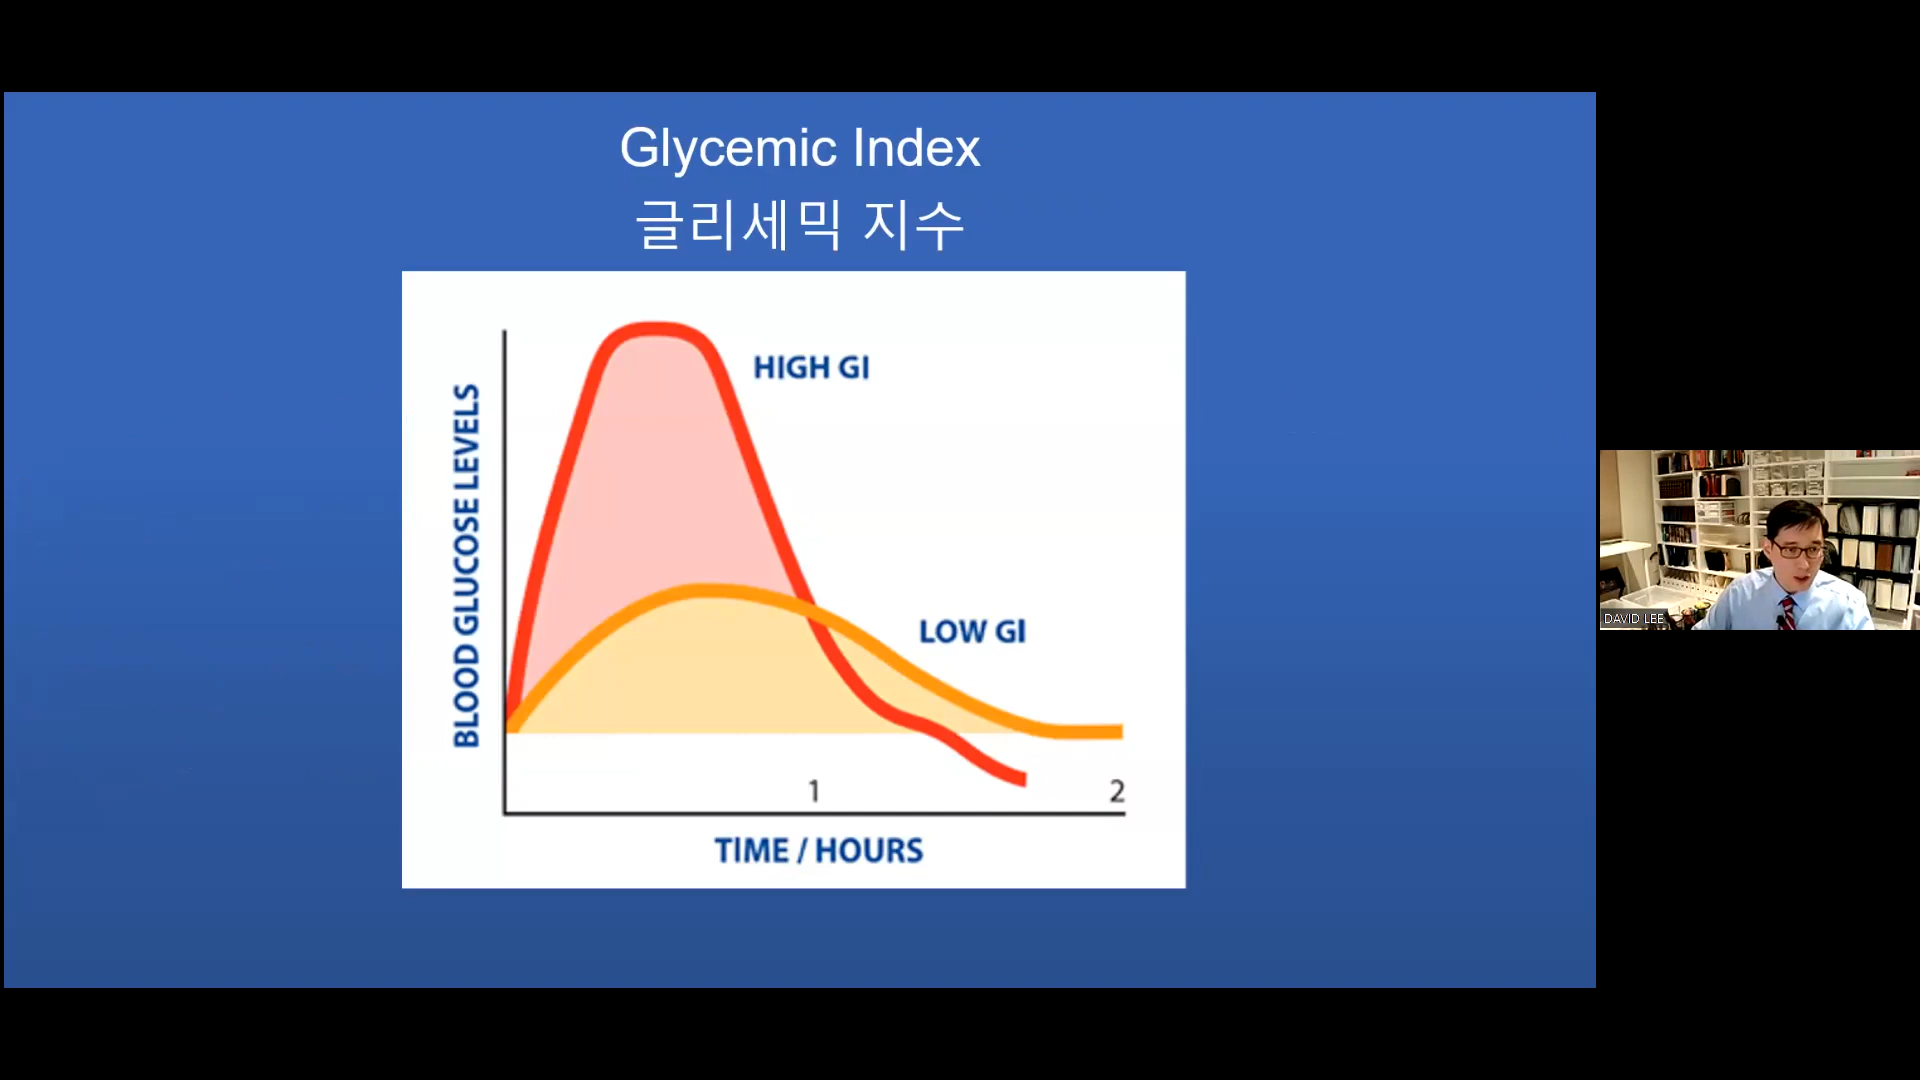 Glycemic Index
글리세믹 지수
HIGH GI
BLOOD GLUCOSE LEVELS
LOW GI
1
2
TIME / HOURS
DAVID LEE